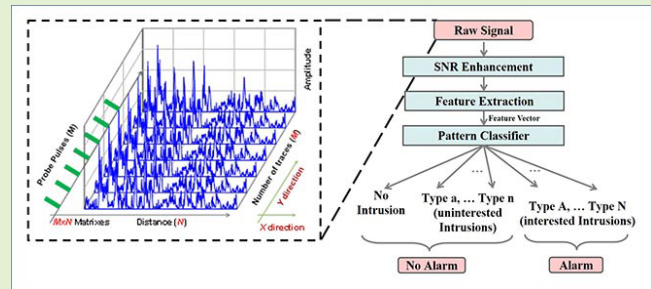 Probe Pulses (M)
Amplitude
Number of traces (M)
Y direction
X direction
MxN Matrixes
Distance (N)
Raw Signal
SNR Enhancement
Feature Extraction
Feature Vector
Pattern Classifier
...
...
No
Intrusion
Type a, ... Type n
(uninterested
Intrusions)
Type A, ... Type N
(interested Intrusions)
No Alarm
Alarm